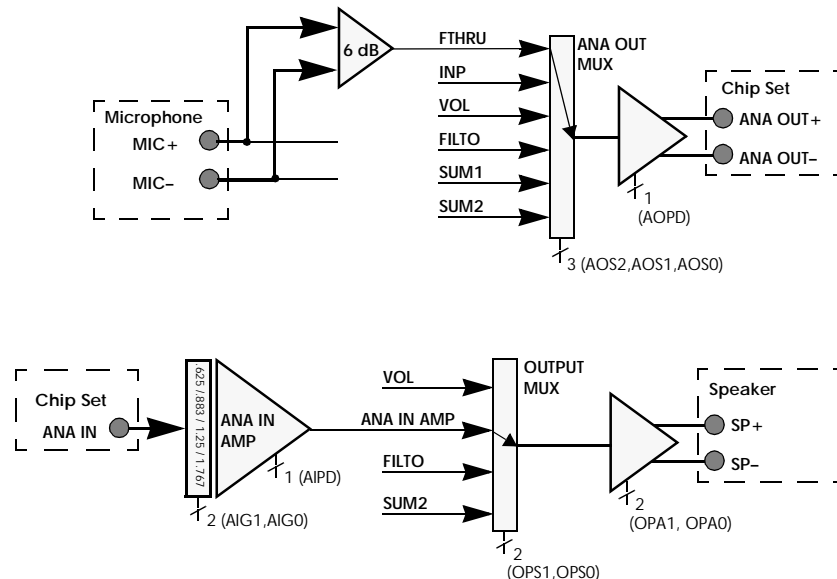 6 dB
FTHRU
INP
VOL
FILTO
SUM1
SUM2
ANA OUT
MUX
Chip Set
ANA OUT+
ANA OUT–
Microphone
MIC+
MIC–
1
(AOPD)
3 (AOS2,AOS1,AOS0)
Chip Set
ANA IN
.625 /.883 / 1.25 / 1.767
ANA IN
AMP
1 (AIPD)
2 (AIG1,AIG0)
VOL
ANA IN AMP
FILTO
SUM2
OUTPUT
MUX
2
(OPS1,OPS0)
2
(OPA1, OPA0)
Speaker
SP+
SP–